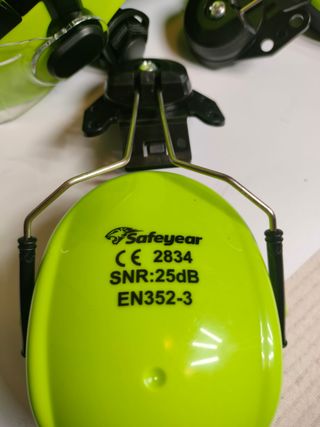 Safeyear
CE 2834
SNR:25dB
EN352-3